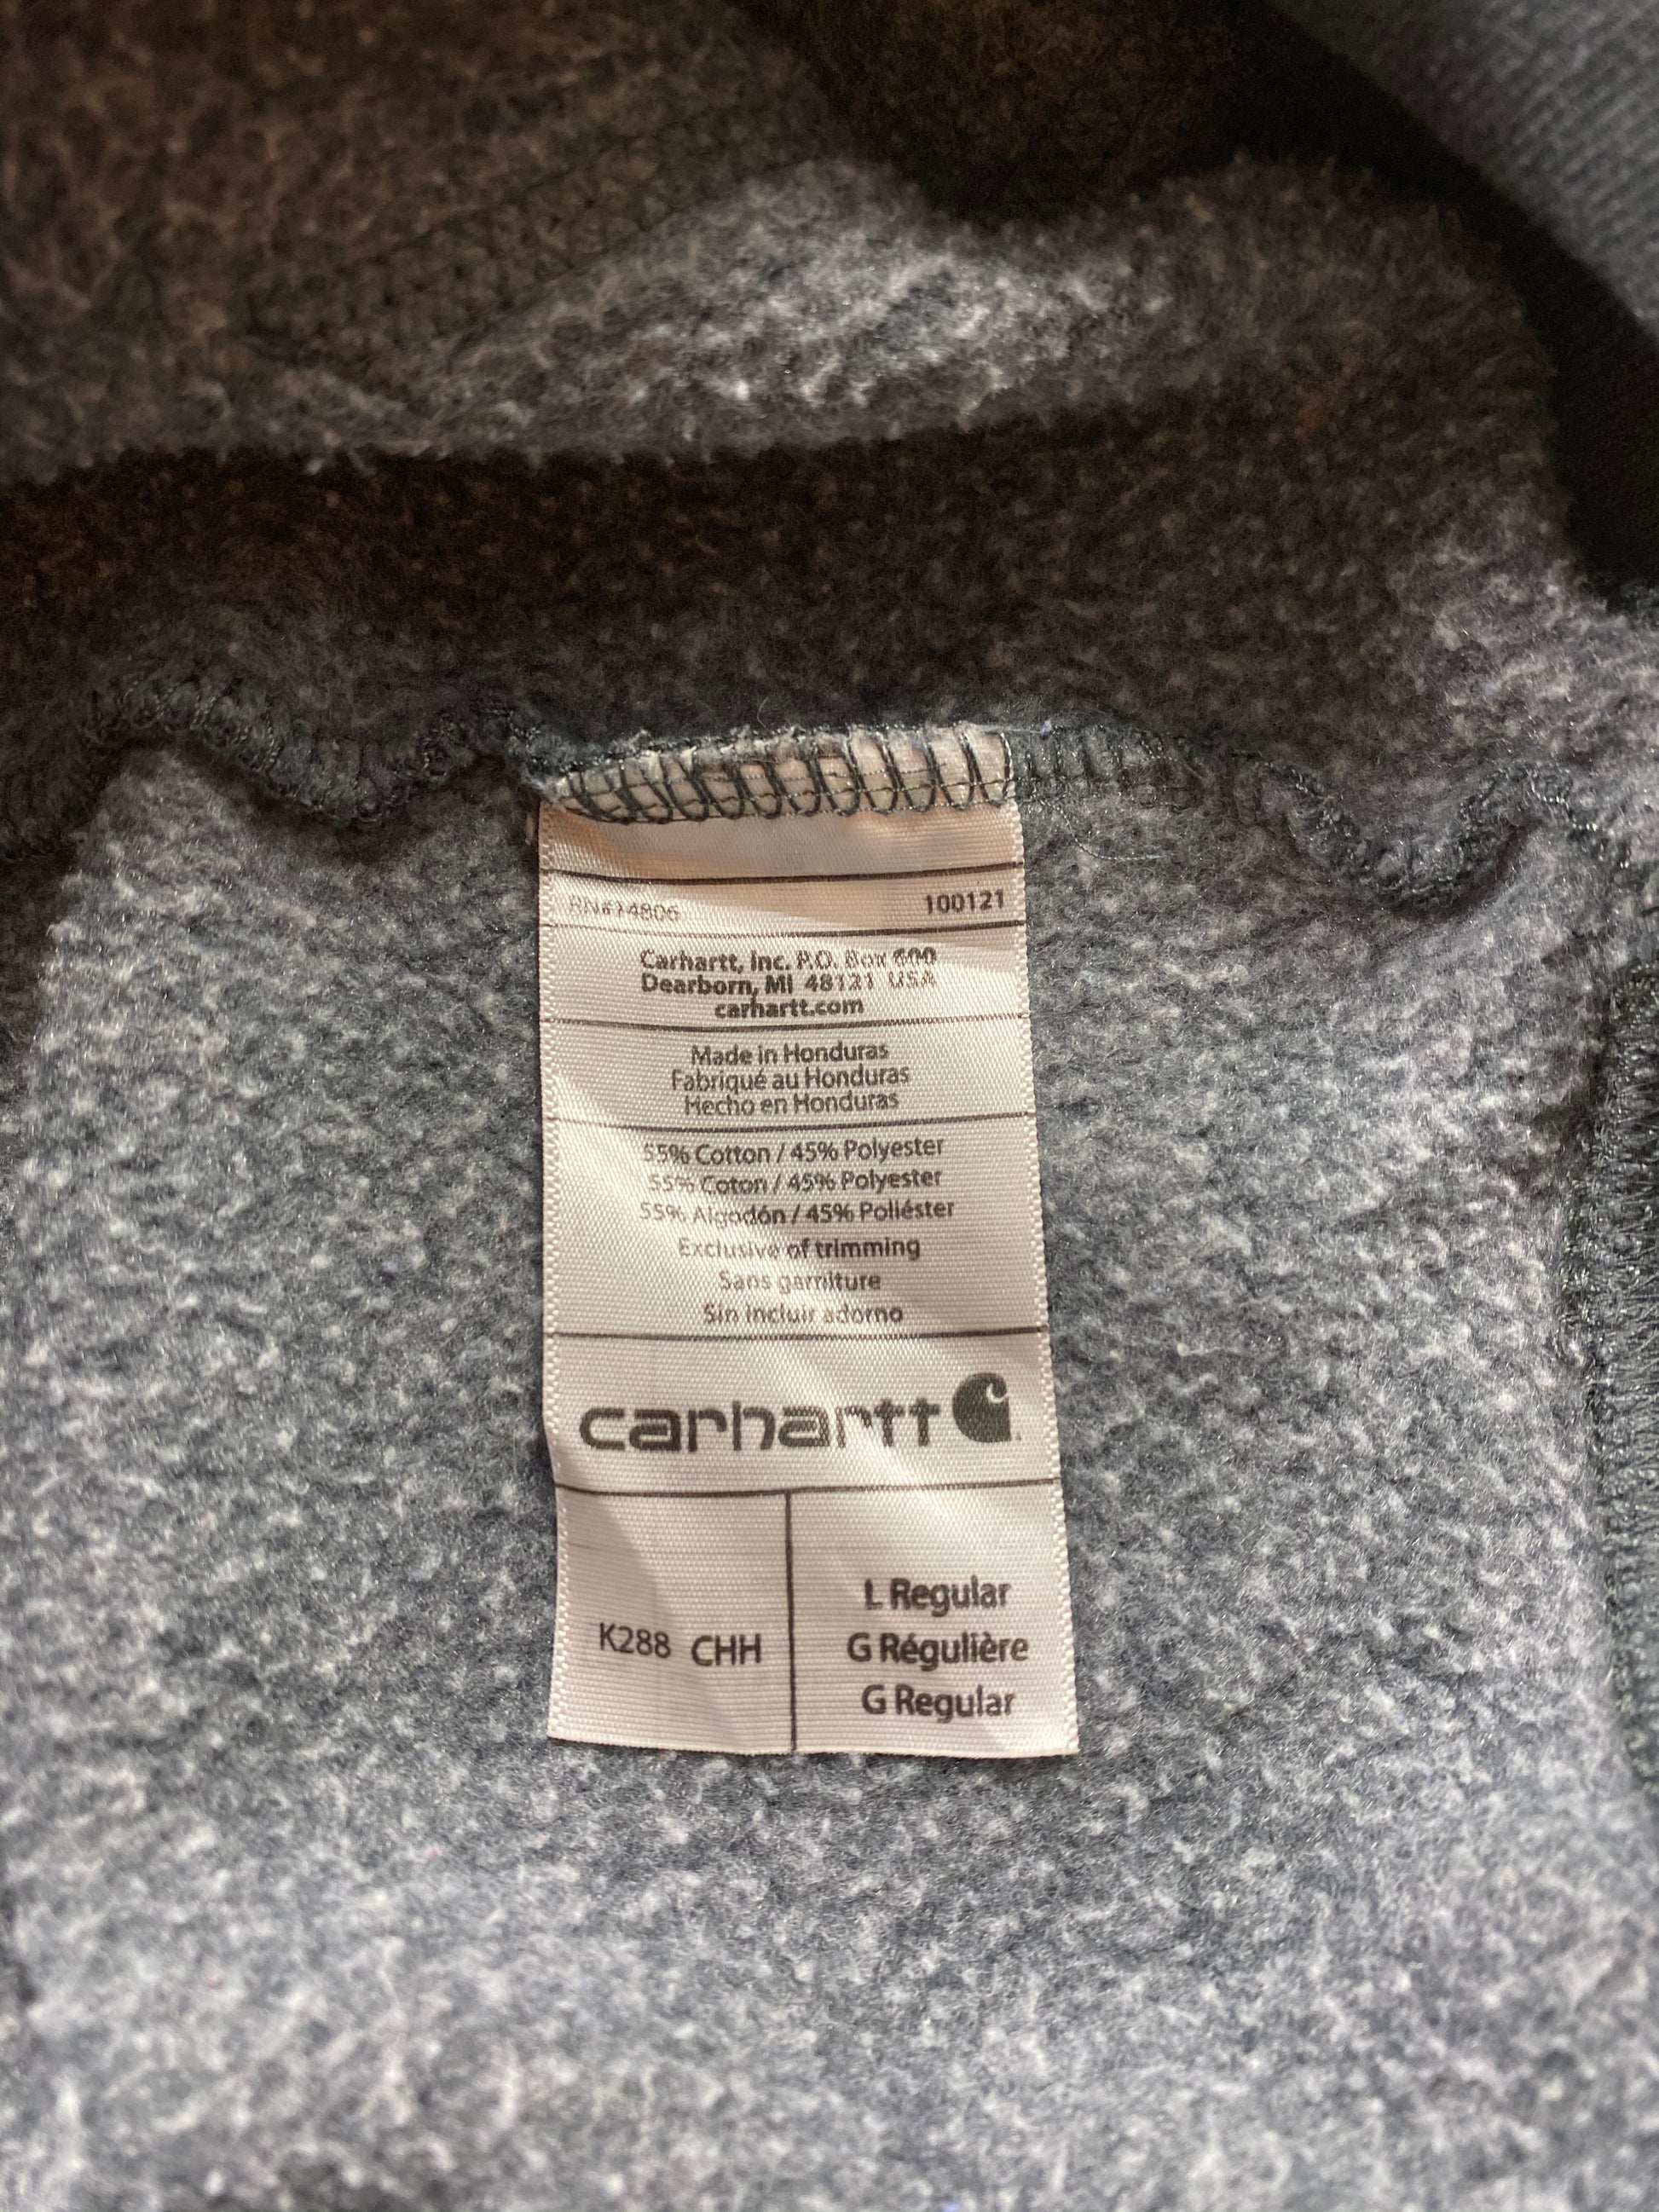 RN#14806 100121
Carhartt, Inc. P.O. Box 600
Dearborn, MI 48121 USA
carhartt.com
Made in Honduras
Fabriqué au Honduras
Hecho en Honduras
55% Cotton / 45% Polyester
55% Coton / 45% Polyester
55% Algodón / 45% Poliéster
Exclusive of trimming
Sans garniture
Sin incluir adorno
carhartt
K288 CHH
L Regular
G Régulière
G Regular